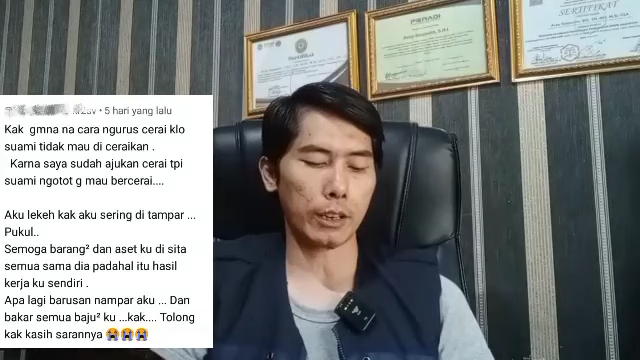 • 5 hari yang lalu
Kak gmna na cara ngurus cerai klo
suami tidak mau di ceraikan .
Karna saya sudah ajukan cerai tpi
suami ngotot g mau bercerai....
Aku lekeh kak aku sering di tampar ...
Pukul..
Semoga barang² dan aset ku di sita
semua sama dia padahal itu hasil
kerja ku sendiri .
Apa lagi barusan nampar aku ... Dan
bakar semua baju² ku ...kak.... Tolong
kak kasih sarannya 😭😭😭
PERADI
SERTIFIKAT